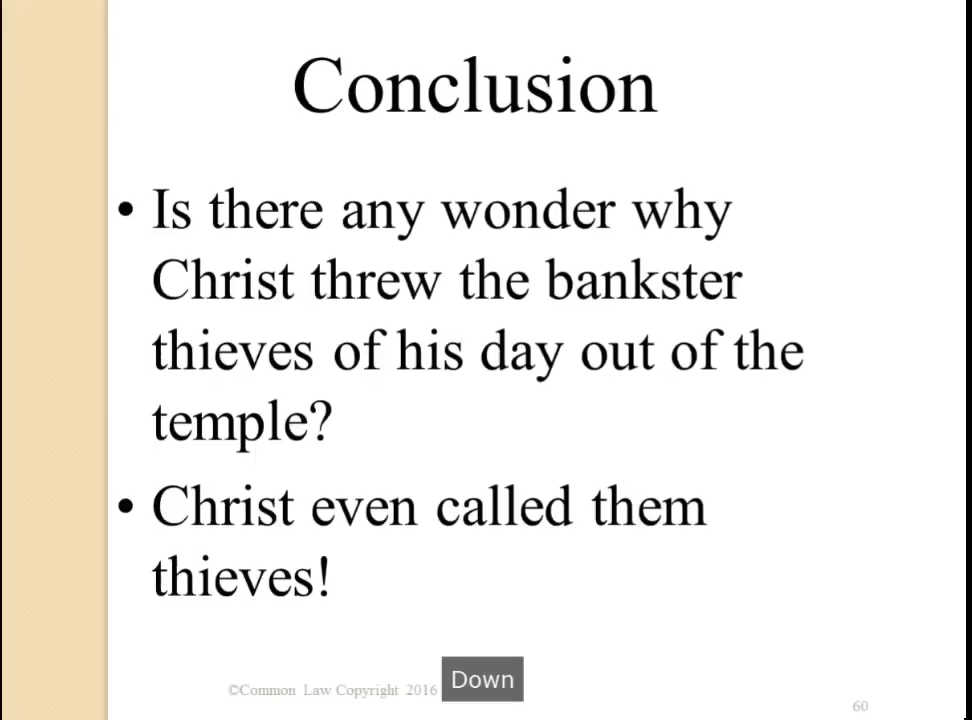 Conclusion
• Is there any wonder why
Christ threw the bankster
thieves of his day out of the
temple?
• Christ even called them
thieves!
©Common Law Copyright 2016
Down
60